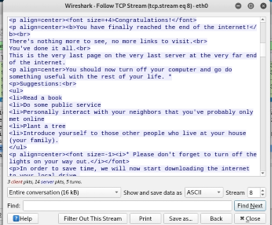 Wireshark · Follow TCP Stream (tcp.stream eq 8) · eth0
<p align=center><font size=+4>Congratulations!</font>
<p align=center><b>You have finally reached the end of the internet!</
b><br>
There's nothing more to see, no more links to visit.<br>
You've done it all.<br>
This is the very last page on the very last server at the very far end
of the internet.
<p align=center>You should now turn off your computer and go do
something useful with the rest of your life. *
<p>Suggestions:<br>
<ul>
<li>Read a book
<li>Do some public service
<li>Personally interact with your neighbors that you've probably only
met online
<li>Plant a tree
<li>Introduce yourself to those other people who live at your house
(your family).
</ul>
<p align=center><font size=-1><i>* Please don't forget to turn off the
lights on your way out.</i></font>
<p>In order to save time, we will now start downloading the internet
client pkts, server pkts, turns.
Entire conversation (16 kB)
Show and save data as
ASCII
Stream
8
Find:
Find Next
Help
Filter Out This Stream
Print
Save as...
Back
Close